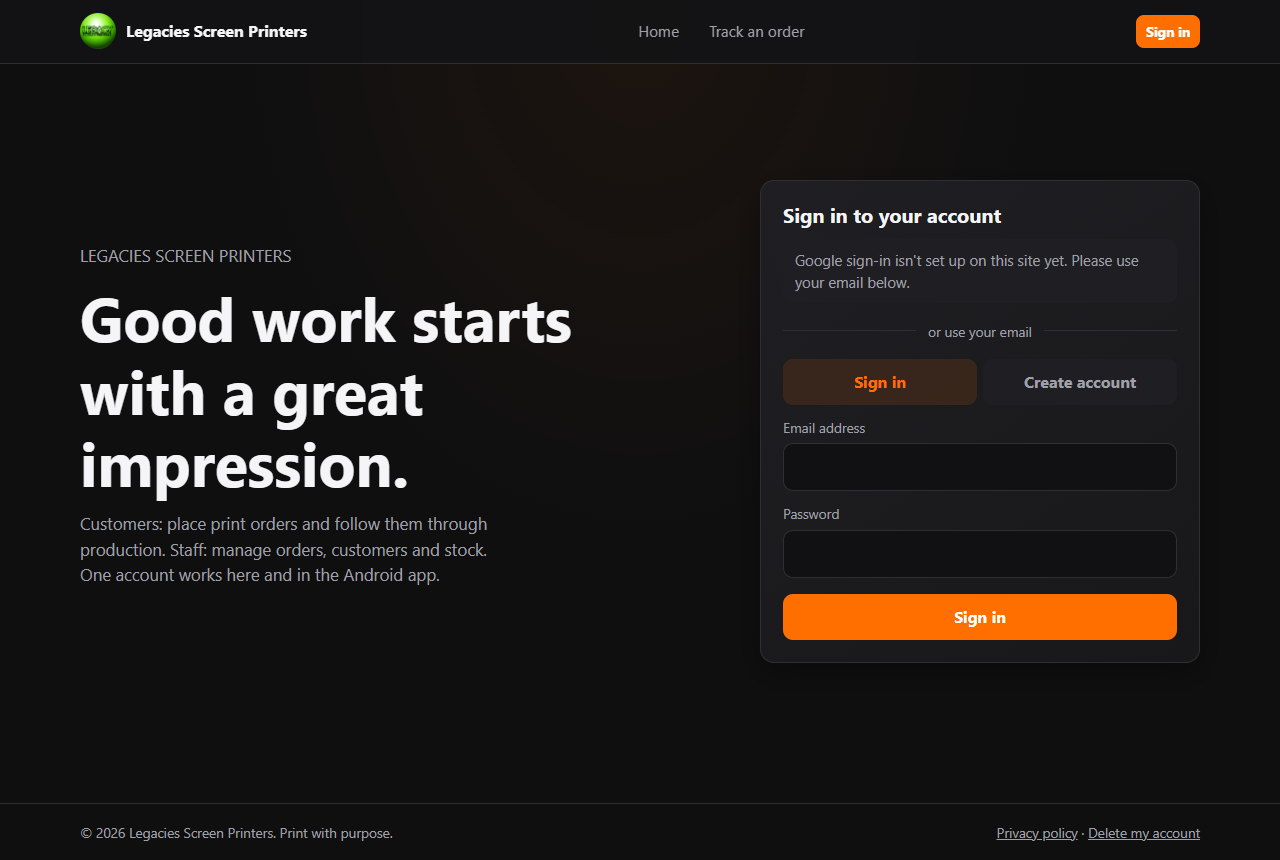 Legacies Screen Printers
Home
Track an order
Sign in
LEGACIES SCREEN PRINTERS
Good work starts
with a great
impression.
Customers: place print orders and follow them through
production. Staff: manage orders, customers and stock.
One account works here and in the Android app.
Sign in to your account
Google sign-in isn't set up on this site yet. Please use
your email below.
or use your email
Sign in
Create account
Email address
Password
Sign in
© 2026 Legacies Screen Printers. Print with purpose.
Privacy policy · Delete my account